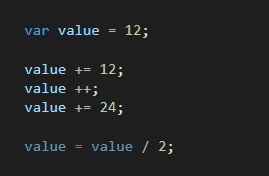 var value = 12;
value += 12;
value ++;
value += 24;
value = value / 2;